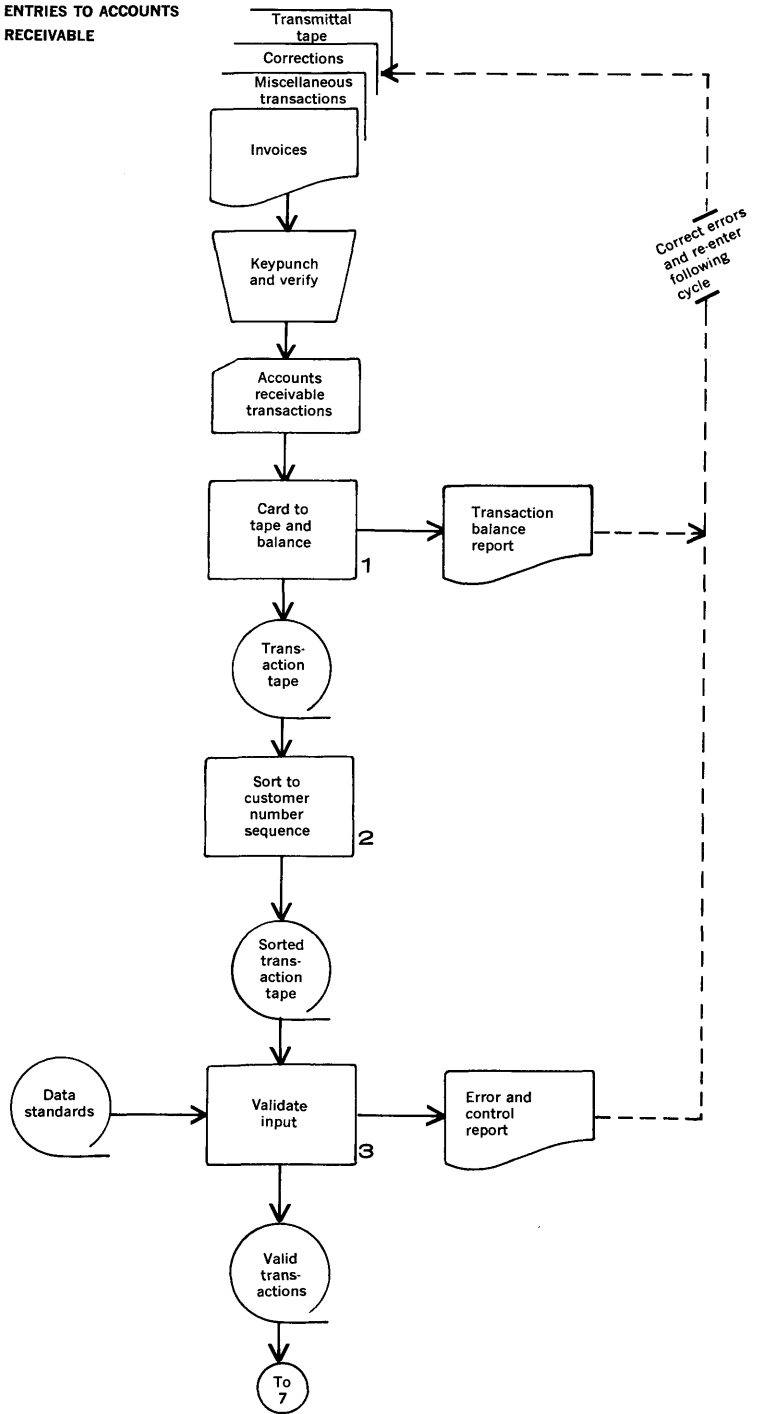 ENTRIES TO ACCOUNTS
RECEIVABLE
Transmittal
tape
Corrections
Miscellaneous
transactions
Invoices
Correct errors
and re-enter
following
cycle
Keypunch
and verify
Accounts
receivable
transactions
Card to
tape and
balance
1
Transaction
balance
report
Trans-
action
tape
Sort to
customer
number
sequence
2
Sorted
trans-
action
tape
Data
standards
Validate
input
3
Error and
control
report
Valid
trans-
actions
To
7